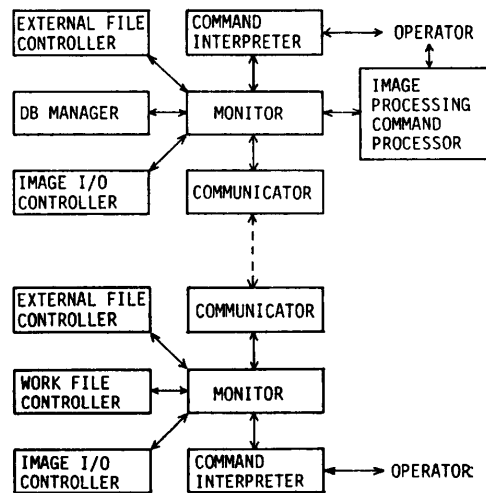 EXTERNAL FILE
CONTROLLER
COMMAND
INTERPRETER
OPERATOR
DB MANAGER
MONITOR
IMAGE
PROCESSING
COMMAND
PROCESSOR
IMAGE I/O
CONTROLLER
COMMUNICATOR
EXTERNAL FILE
CONTROLLER
COMMUNICATOR
WORK FILE
CONTROLLER
MONITOR
IMAGE I/O
CONTROLLER
COMMAND
INTERPRETER
OPERATOR